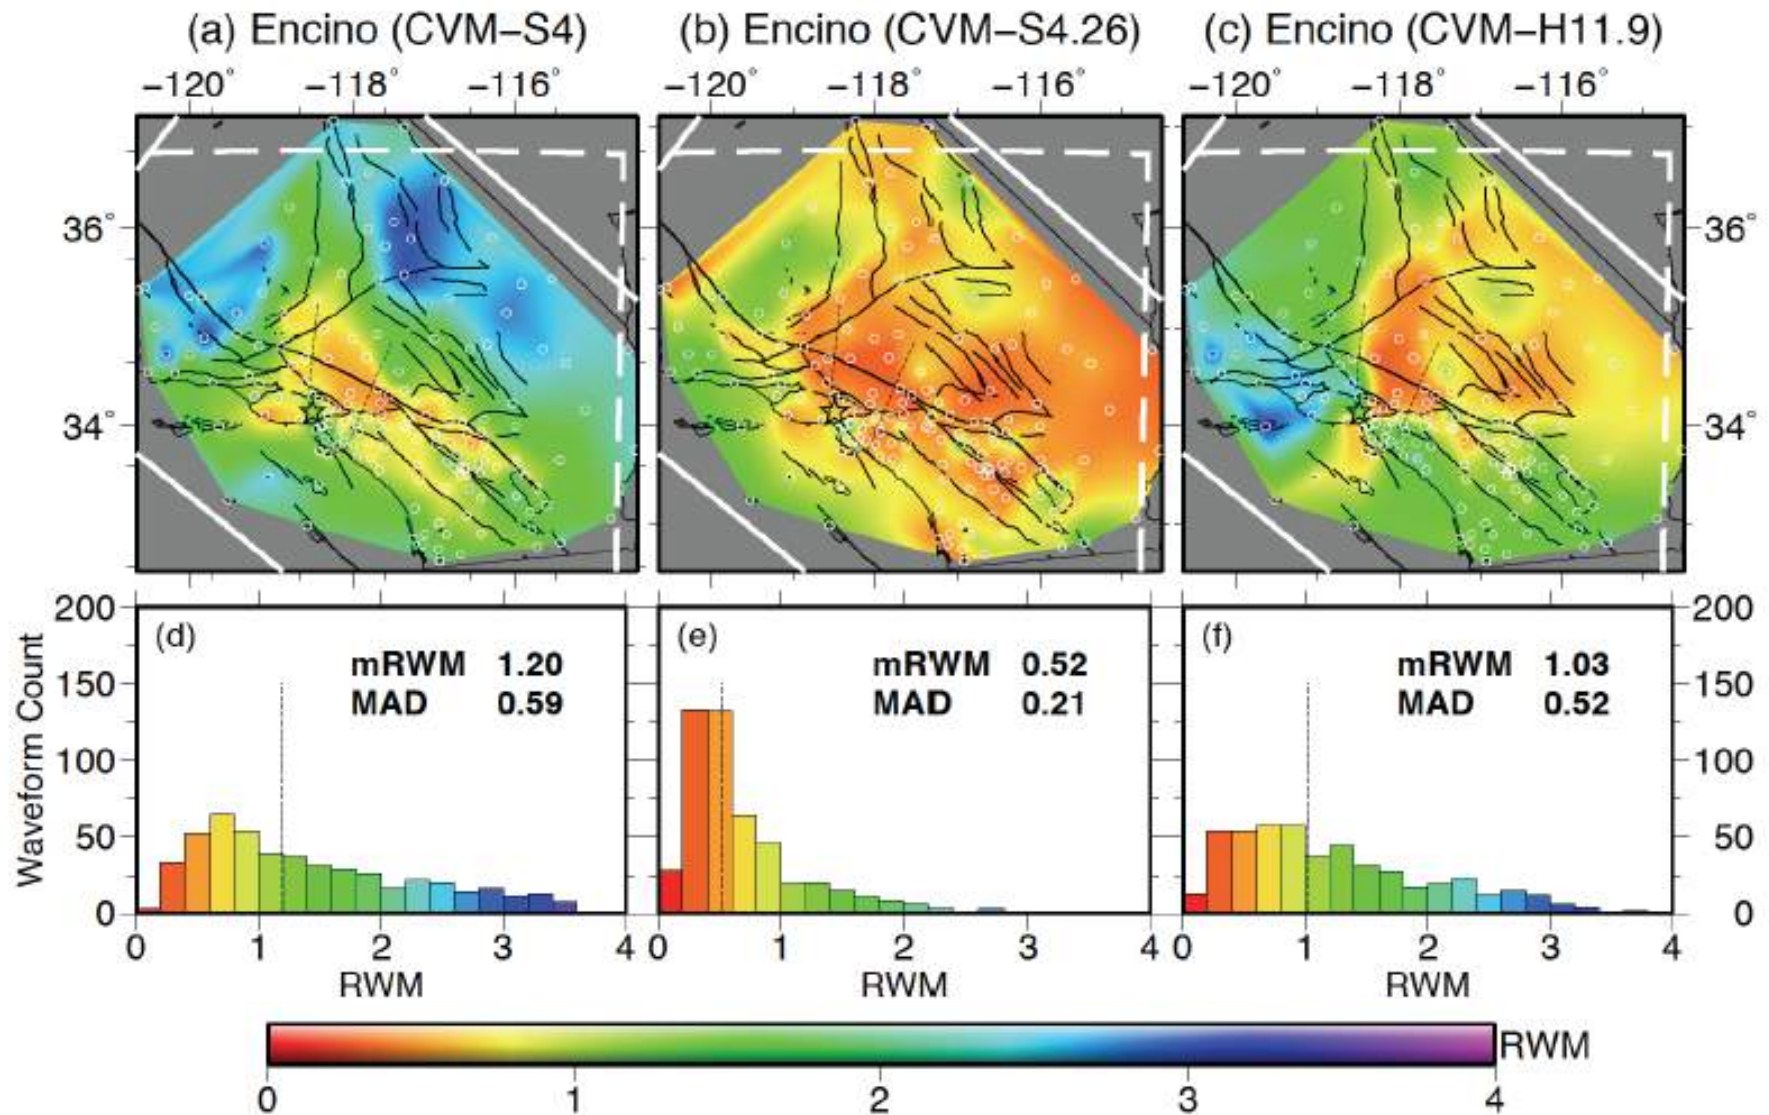 (a) Encino (CVM–S4) (b) Encino (CVM–S4.26) (c) Encino (CVM–H11.9)
−120° −118° −116° −120° −118° −116° −120° −118° −116°
36° 36°
34° 34°
200 (d) (e) (f) 200
mRWM 1.20 mRWM 0.52 mRWM 1.03
MAD 0.59 MAD 0.21 MAD 0.52
150 150
100 100
50 50
0 0
Waveform Count
0 1 2 3 4 0 1 2 3 4 0 1 2 3 4
RWM RWM RWM
RWM
0 1 2 3 4